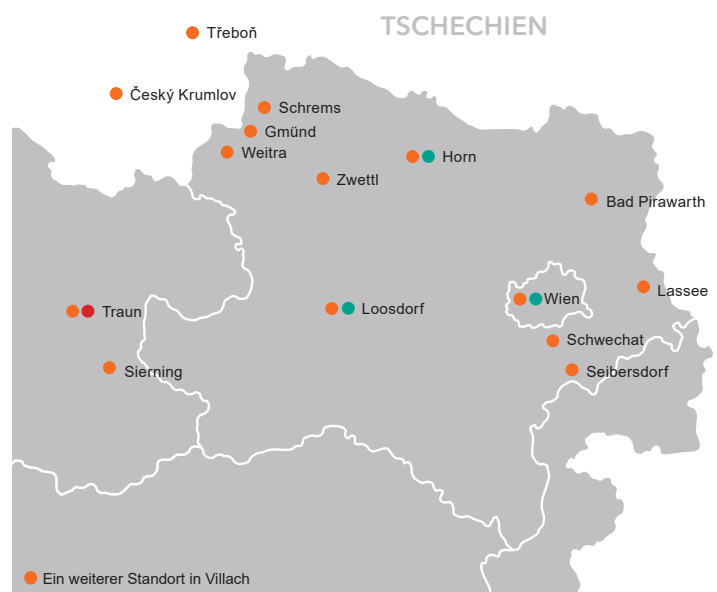 TSCHECHIEN
Třeboň
Český Krumlov
Schrems
Gmünd
Weitra
Horn
Zwettl
Bad Pirawarth
Lassee
Wien
Traun
Loosdorf
Schwechat
Sierning
Seibersdorf
Ein weiterer Standort in Villach